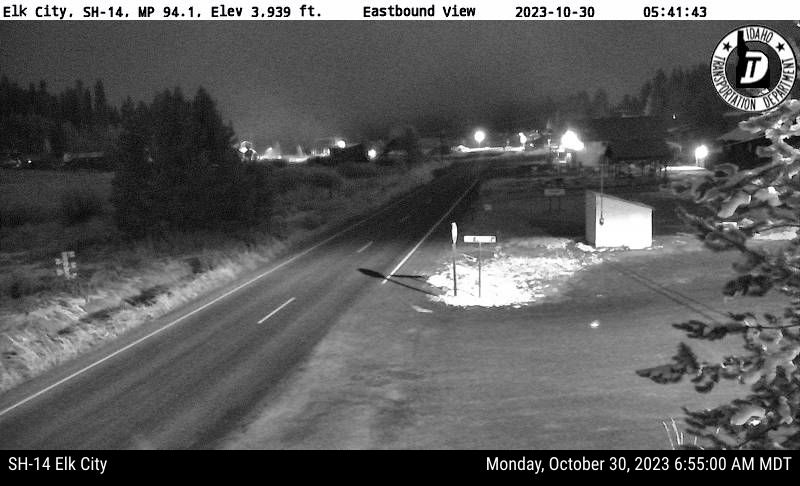 Elk City, SH-14, MP 94.1, Elev 3,939 ft. Eastbound View 2023-10-30 05:41:43
IDAHO
TRANSPORTATION DEPARTMENT
SH-14 Elk City Monday, October 30, 2023 6:55:00 AM MDT